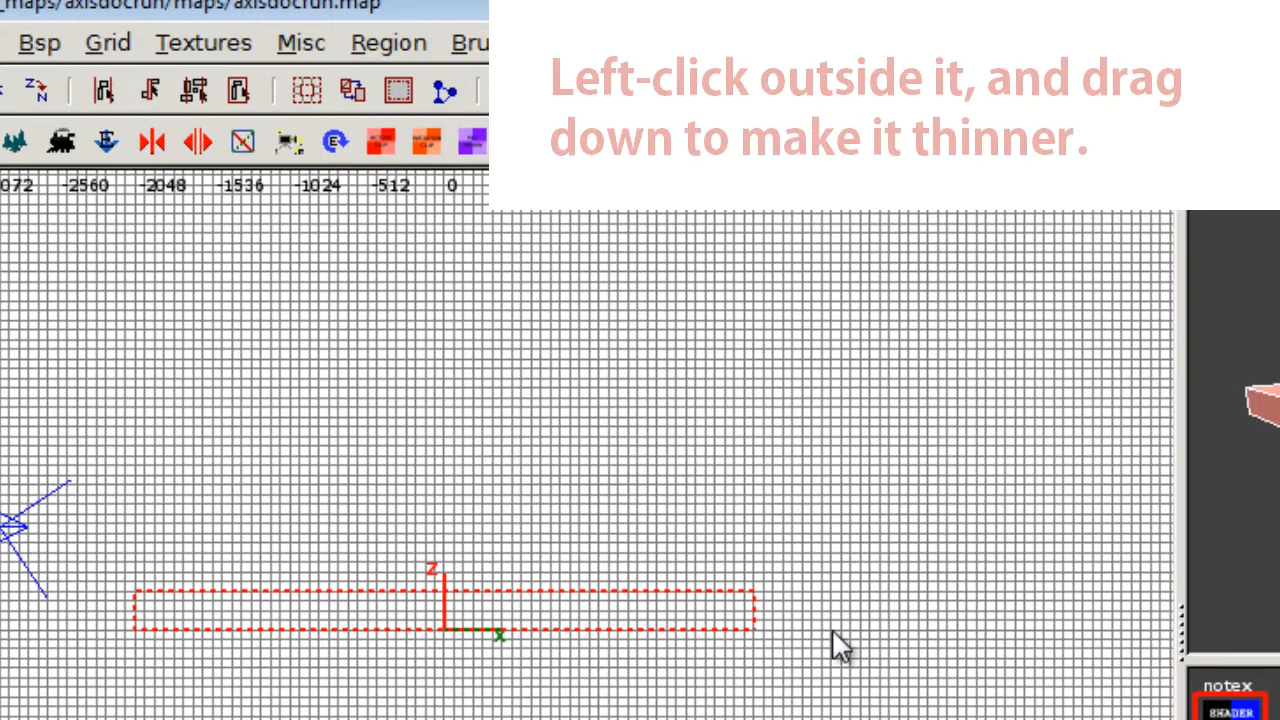 _maps/axisdocrun/maps/axisdocrun.map
Bsp Grid Textures Misc Region Bru
Left-click outside it, and drag
down to make it thinner.
Z
N
E
072 -2560 -2048 -1536 -1024 -512 0
Z
X
notex
SHADER